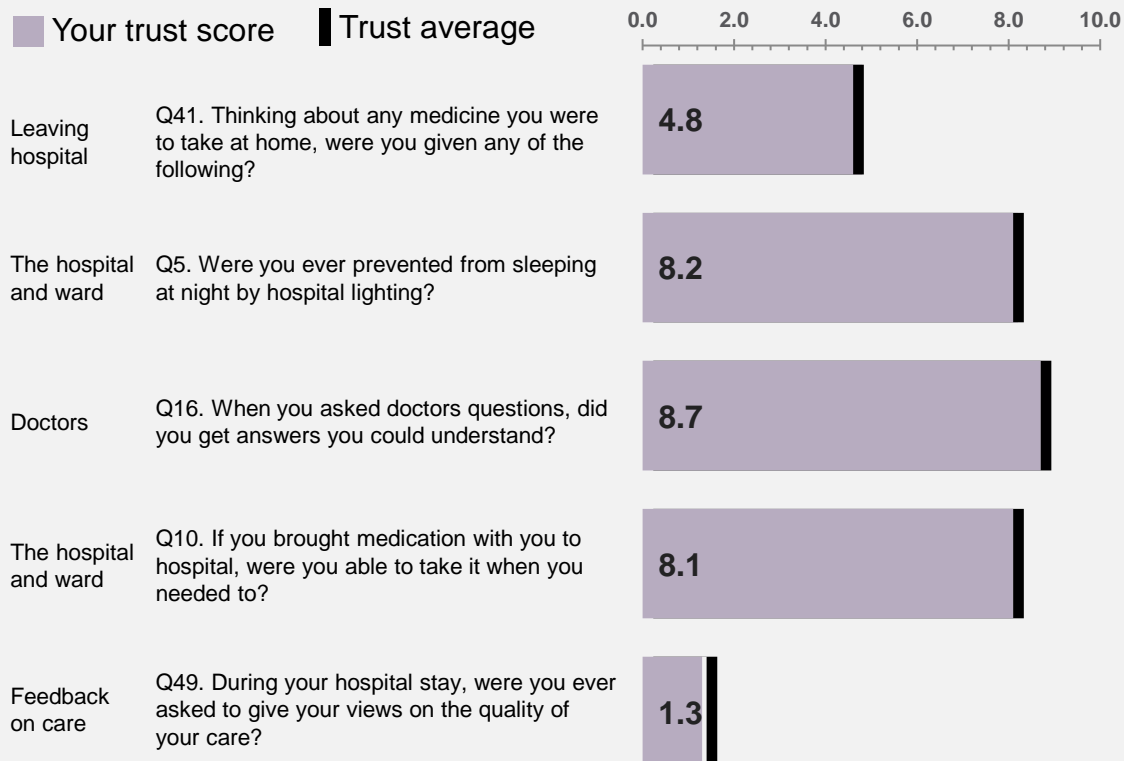 Your trust score
Trust average
0.0 2.0 4.0 6.0 8.0 10.0
Leaving
hospital
Q41. Thinking about any medicine you were
to take at home, were you given any of the
following?
4.8
The hospital
and ward
Q5. Were you ever prevented from sleeping
at night by hospital lighting?
8.2
Doctors
Q16. When you asked doctors questions, did
you get answers you could understand?
8.7
The hospital
and ward
Q10. If you brought medication with you to
hospital, were you able to take it when you
needed to?
8.1
Feedback
on care
Q49. During your hospital stay, were you ever
asked to give your views on the quality of
your care?
1.3